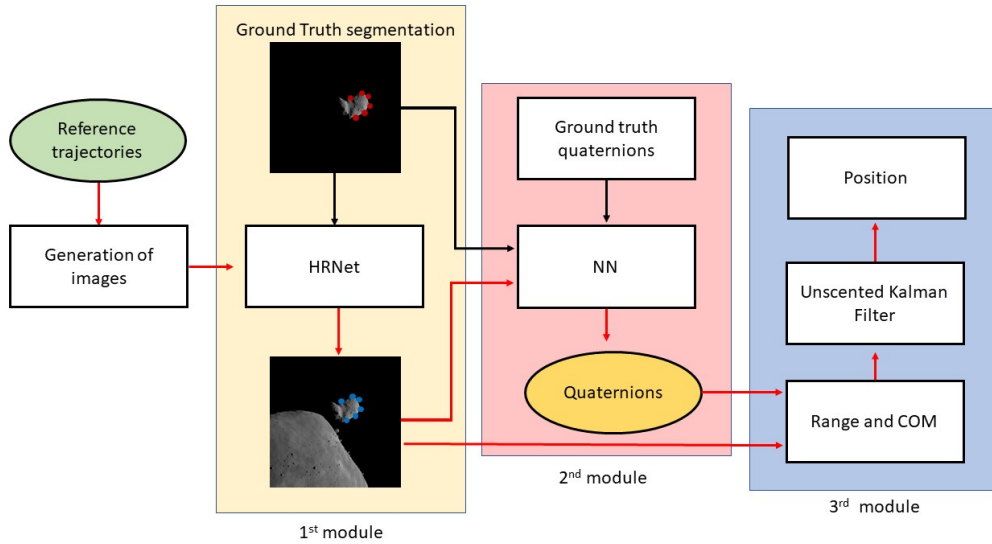 Ground Truth segmentation
Reference
trajectories
Generation of
images
HRNet
1st module
Ground truth
quaternions
NN
Quaternions
2nd module
Position
Unscented Kalman
Filter
Range and COM
3rd module